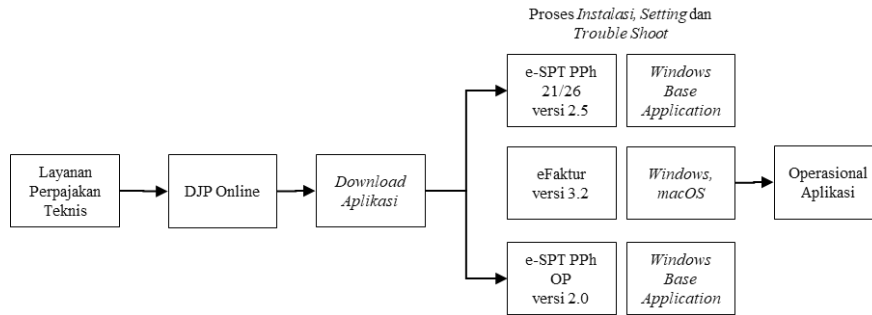 Proses Instalasi, Setting dan
Trouble Shoot
e-SPT PPh
21/26
versi 2.5
Windows
Base
Application
Layanan
Perpajakan
Teknis
DJP Online
Download
Aplikasi
eFaktur
versi 3.2
Windows,
macOS
Operasional
Aplikasi
e-SPT PPh
OP
versi 2.0
Windows
Base
Application